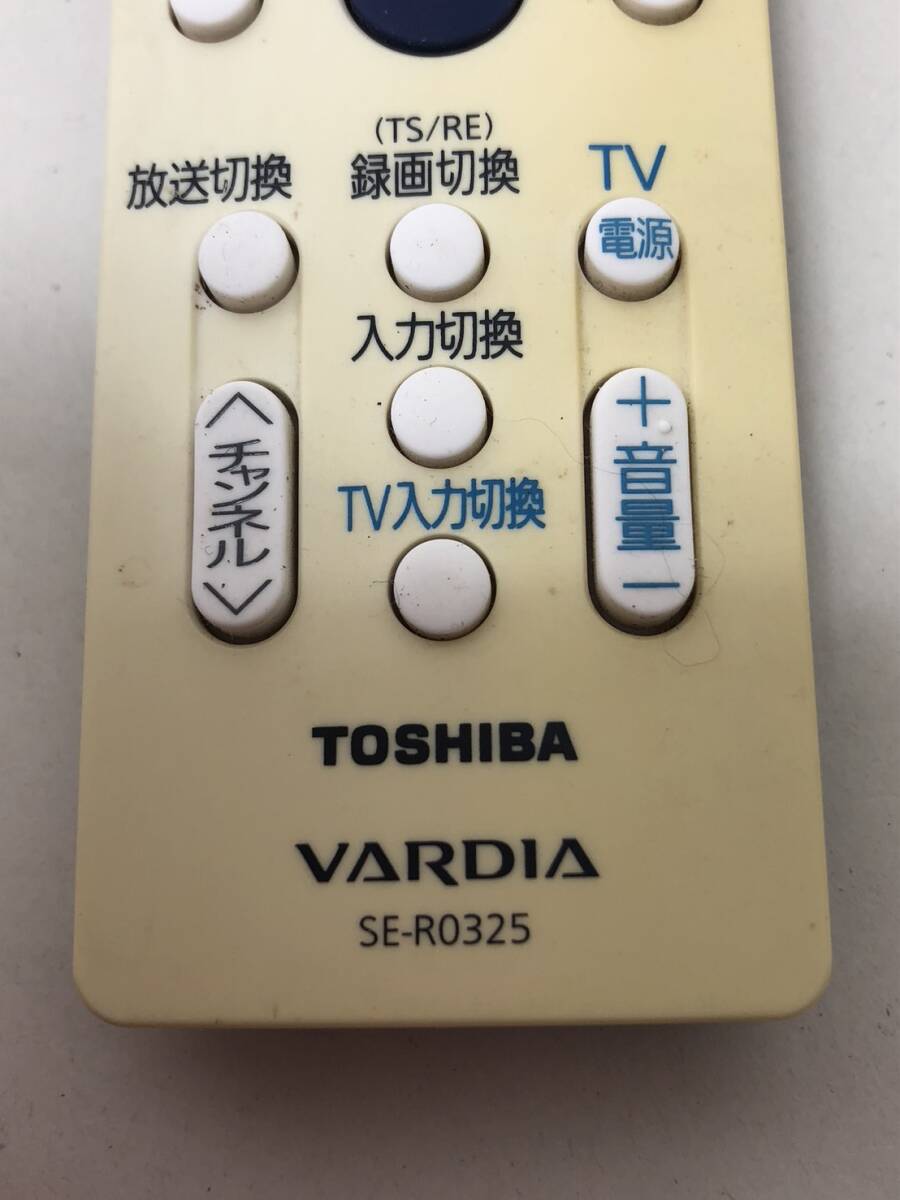 (TS/RE)
放送切換
録画切換
TV
電源
入力切換
チャンネル
+
音量
−
TV入力切換
TOSHIBA
VARDIA
SE-R0325